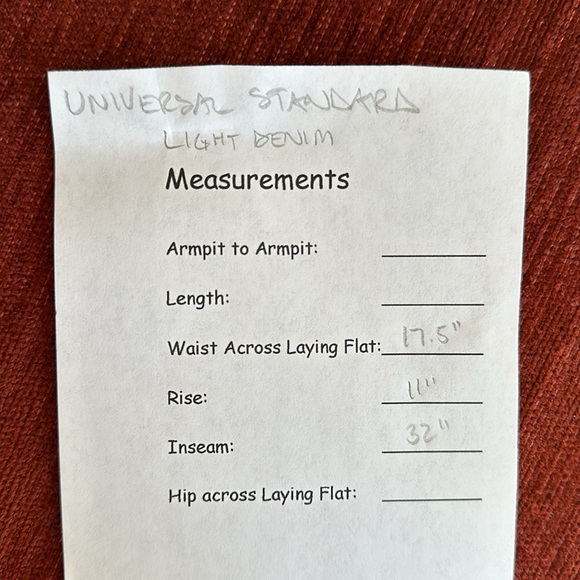 UNIVERSAL STANDARD
LIGHT DENIM
Measurements
Armpit to Armpit:
Length:
Waist Across Laying Flat: 17.5"
Rise: 11"
Inseam: 32"
Hip across Laying Flat: